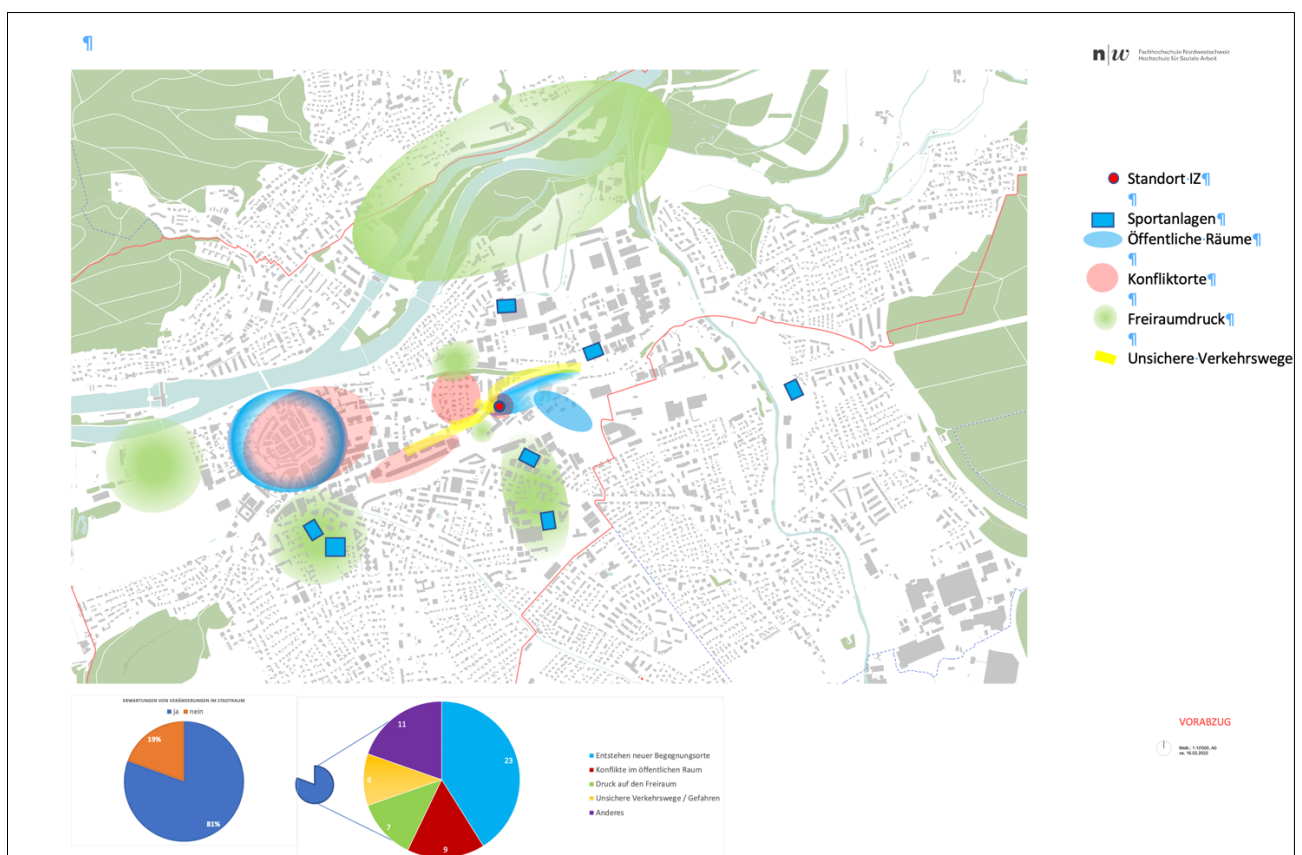 ¶
n|w Fachhochschule Nordwestschweiz
Hochschule für Soziale Arbeit
Standort·IZ¶
¶
Sportanlagen¶
Öffentliche·Räume¶
¶
Konfliktorte¶
¶
Freiraumdruck¶
¶
Unsichere·Verkehrswege
ERWARTUNGEN VON VERÄNDERUNGEN IM STADTRAUM
ja nein
19%
81%
11
23
6
7
9
Entstehen neuer Begegnungsorte
Konflikte im öffentlichen Raum
Druck auf den Freiraum
Unsichere Verkehrswege / Gefahren
Anderes
VORABZUG